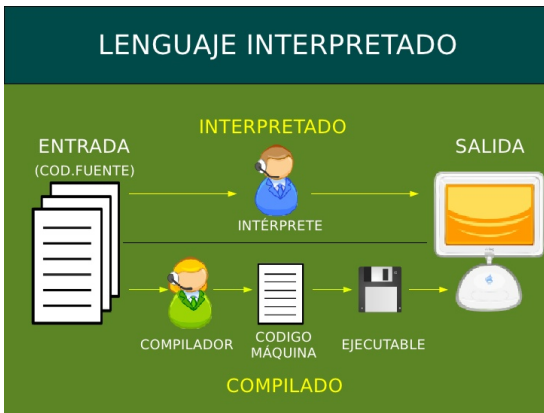 LENGUAJE INTERPRETADO
INTERPRETADO
ENTRADA
(COD.FUENTE)
SALIDA
INTÉRPRETE
COMPILADOR
CODIGO
MÁQUINA
EJECUTABLE
COMPILADO